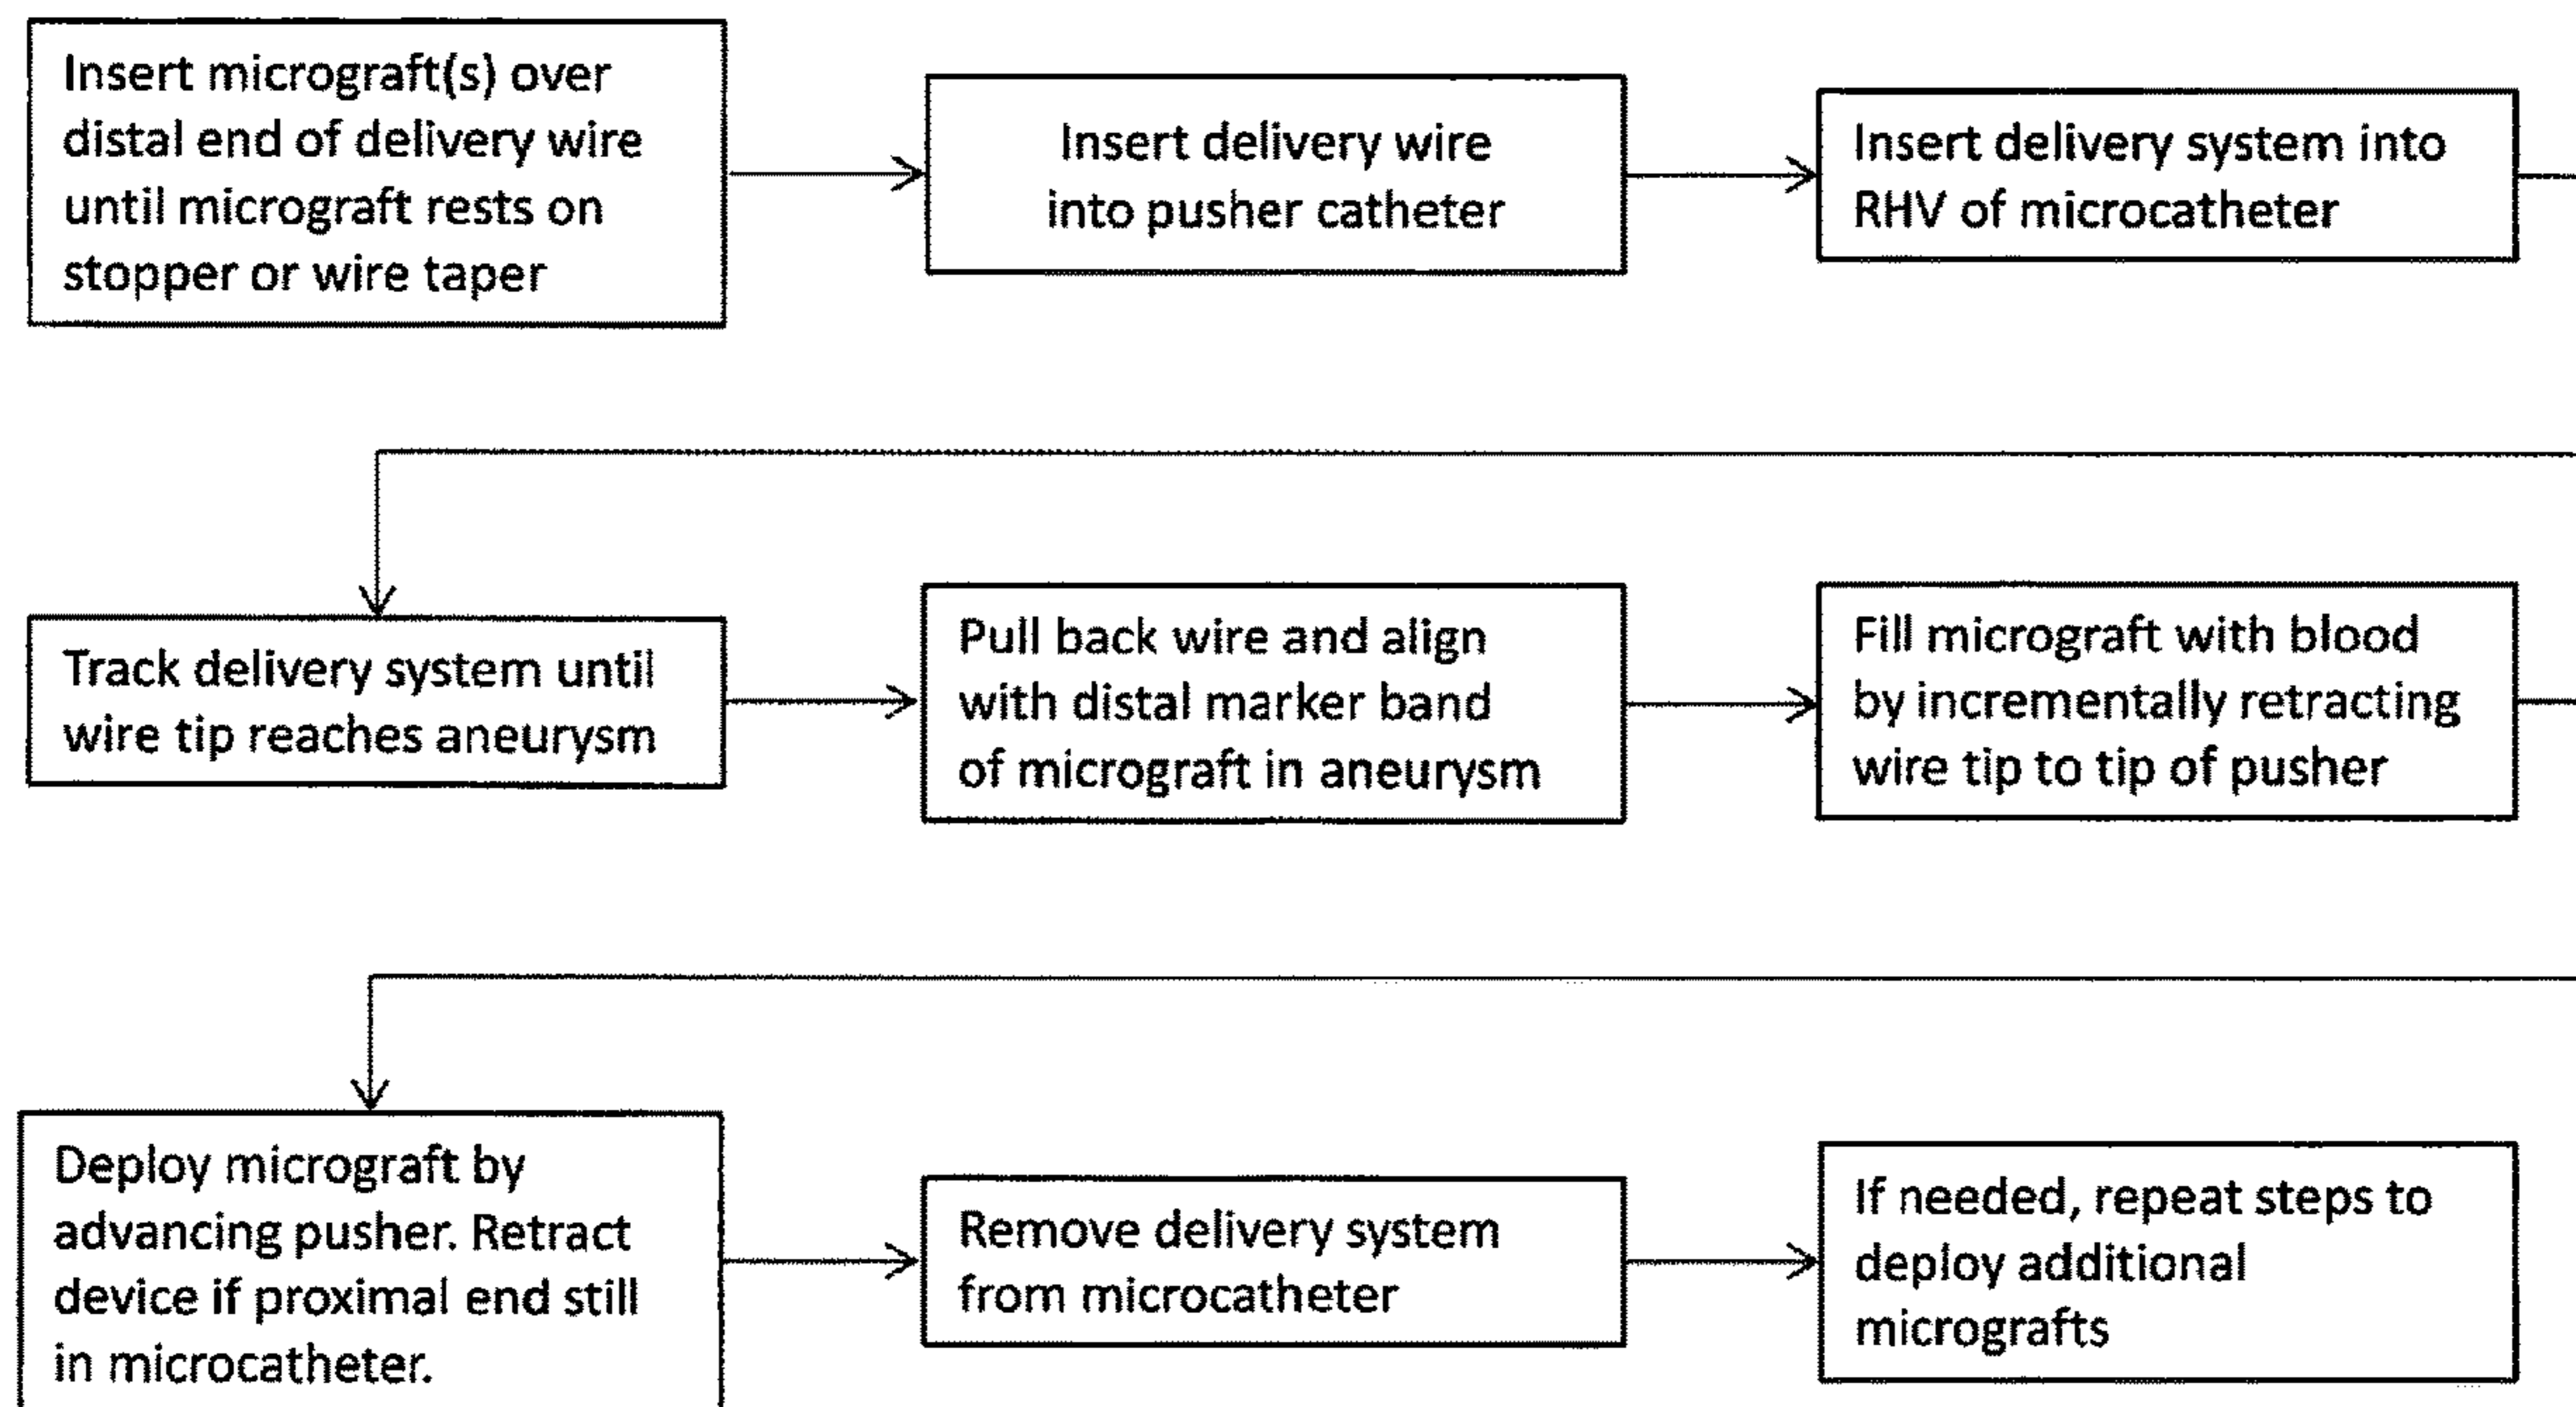 Insert micrograft(s) over
distal end of delivery wire
until micrograft rests on
stopper or wire taper
Insert delivery wire
into pusher catheter
Insert delivery system into
RHV of microcatheter
Track delivery system until
wire tip reaches aneurysm
Pull back wire and align
with distal marker band
of micrograft in aneurysm
Fill micrograft with blood
by incrementally retracting
wire tip to tip of pusher
Deploy micrograft by
advancing pusher. Retract
device if proximal end still
in microcatheter.
Remove delivery system
from microcatheter
If needed, repeat steps to
deploy additional
micrografts